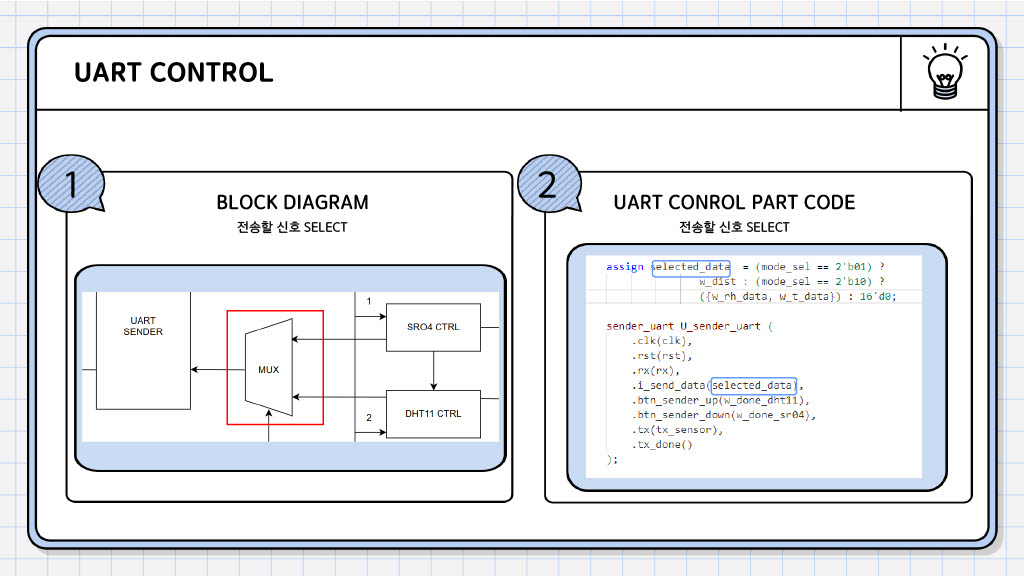 UART CONTROL
1
BLOCK DIAGRAM
전송할 신호 SELECT
UART
SENDER
MUX
1
SRO4 CTRL
DHT11 CTRL
2
2
UART CONROL PART CODE
전송할 신호 SELECT
assign selected_data = (mode_sel == 2'b01) ?
w_dist : (mode_sel == 2'b10) ?
({w_rh_data, w_t_data}) : 16'd0;
sender_uart U_sender_uart (
.clk(clk),
.rst(rst),
.rx(rx),
.i_send_data(selected_data),
.btn_sender_up(w_done_dht11),
.btn_sender_down(w_done_sr04),
.tx(tx_sensor),
.tx_done()
);